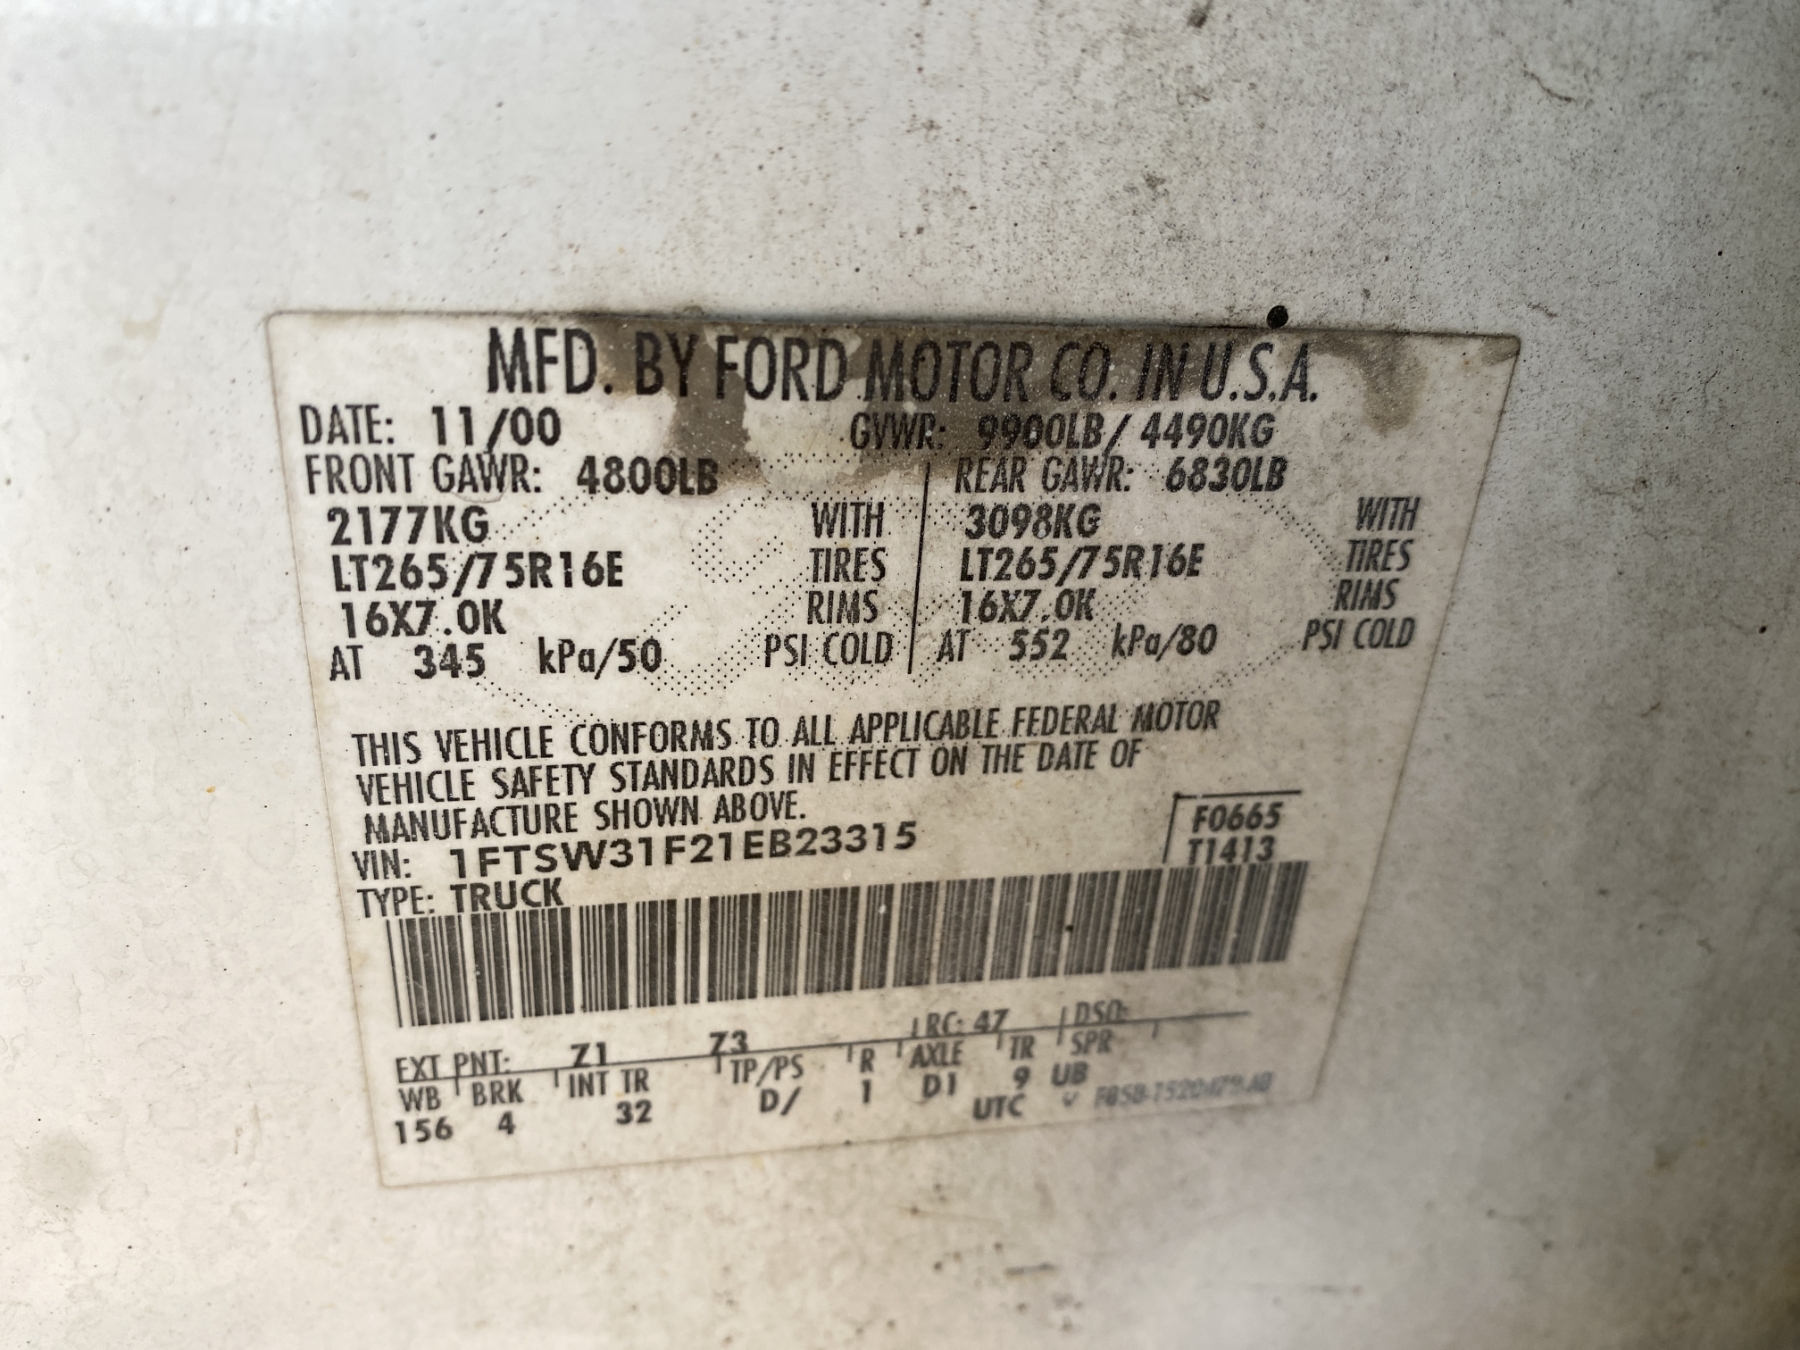 MFD. BY FORD MOTOR CO. IN U.S.A.
DATE: 11/00 GVWR: 9900LB/ 4490KG
FRONT GAWR: 4800LB REAR GAWR: 6830LB
2177KG WITH 3098KG WITH
LT265/75R16E TIRES LT265/75R16E TIRES
16X7.0K RIMS 16X7.0K RIMS
AT 345 kPa/50 PSI COLD AT 552 kPa/80 PSI COLD
THIS VEHICLE CONFORMS TO ALL APPLICABLE FEDERAL MOTOR
VEHICLE SAFETY STANDARDS IN EFFECT ON THE DATE OF
MANUFACTURE SHOWN ABOVE.
VIN: 1FTSW31F21EB23315
F0665
T1413
TYPE: TRUCK
EXT PNT: Z1 Z3 RC: 47 DSO:
WB BRK INT TR TP/PS R AXLE TR SPR
156 4 32 D/ 1 D1 9 UB
UTC